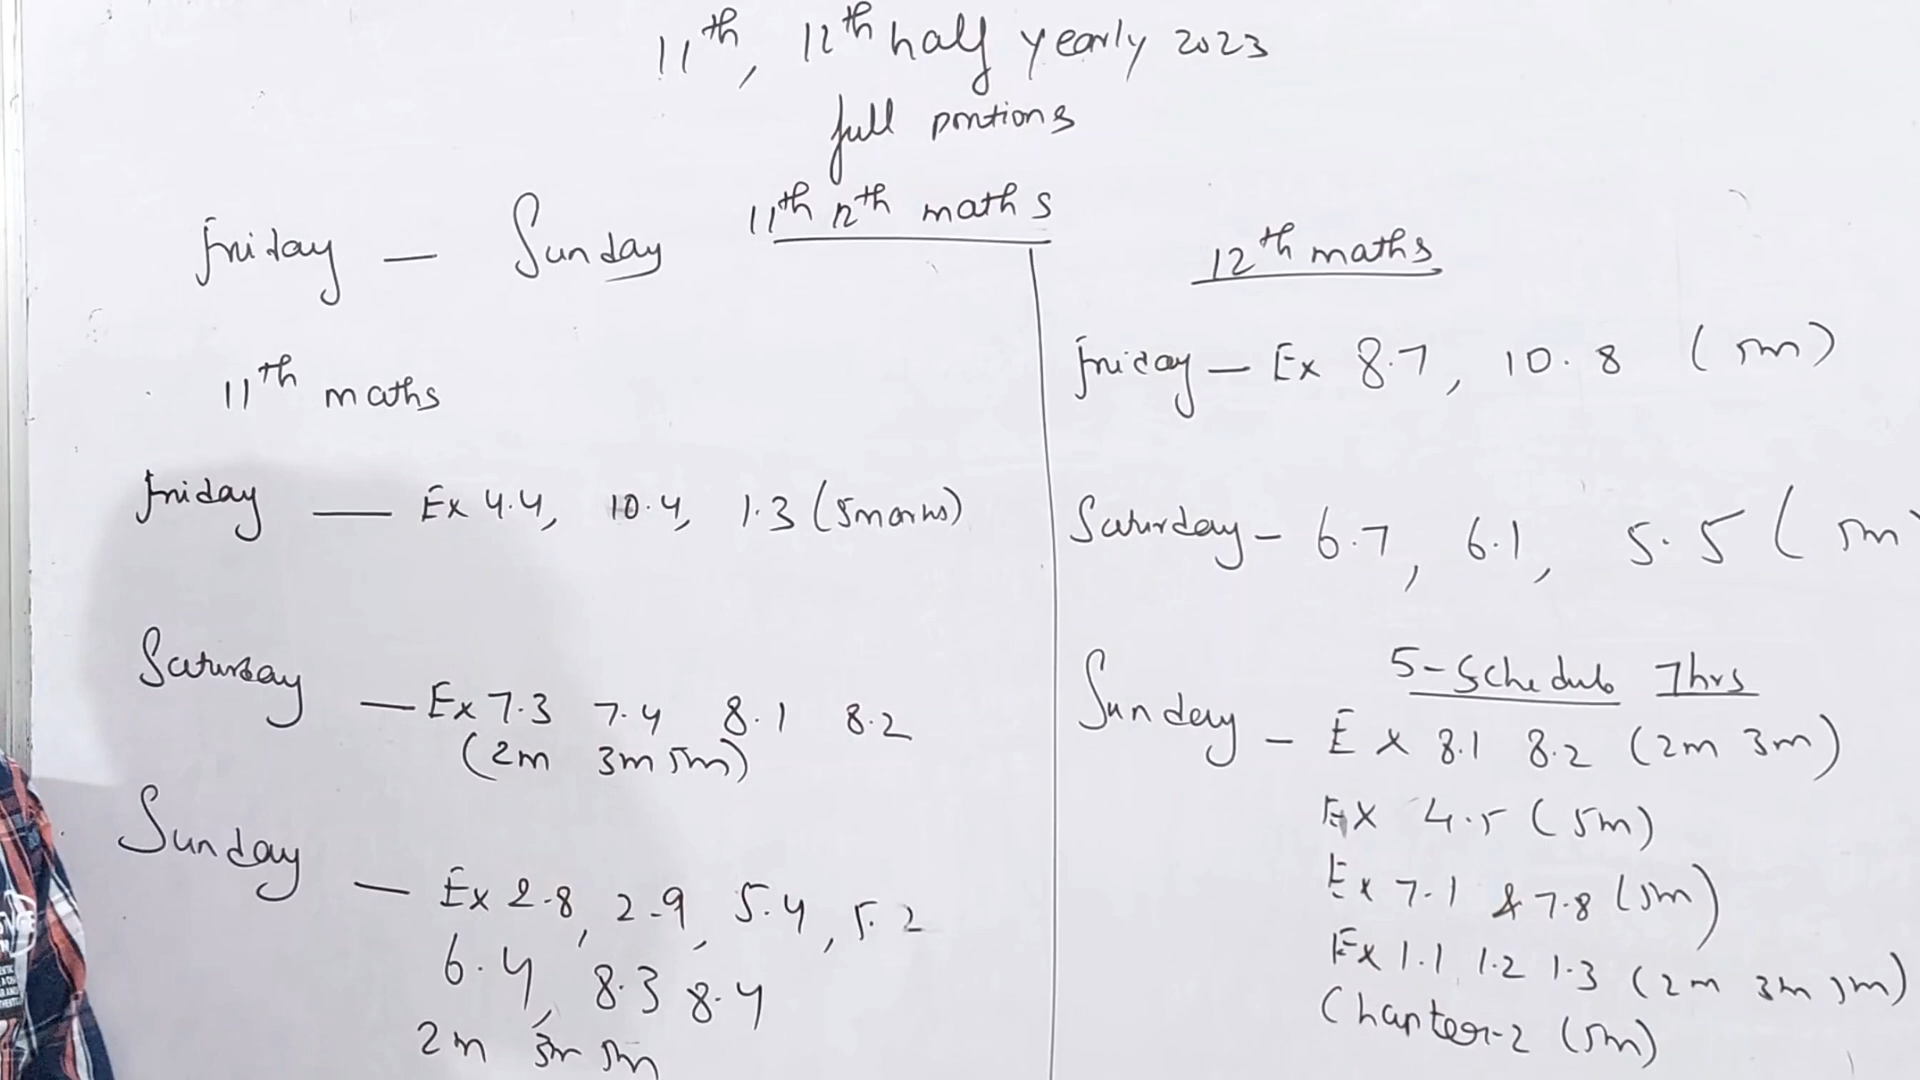 11th, 12th half yearly 2023
full portions
11th 12th maths
Friday — Sunday
11th maths
Friday — Ex 4.4, 10.4, 1.3 (5marks)
Saturday — Ex 7.3 7.4 8.1 8.2
(2m 3m 5m)
Sunday — Ex 2.8, 2.9, 5.4, 5.2
6.4, 8.3 8.4
2m 3m 5m
12th maths
Friday — Ex 8.7, 10.8 (5m)
Saturday - 6.7, 6.1, 5.5 (5m
5-Schedule 7hrs
Sunday - Ex 8.1 8.2 (2m 3m)
Ex 4.5 (5m)
Ex 7.1 & 7.8 (5m)
Ex 1.1 1.2 1.3 (2m 3m 5m)
Chapter-2 (5m)